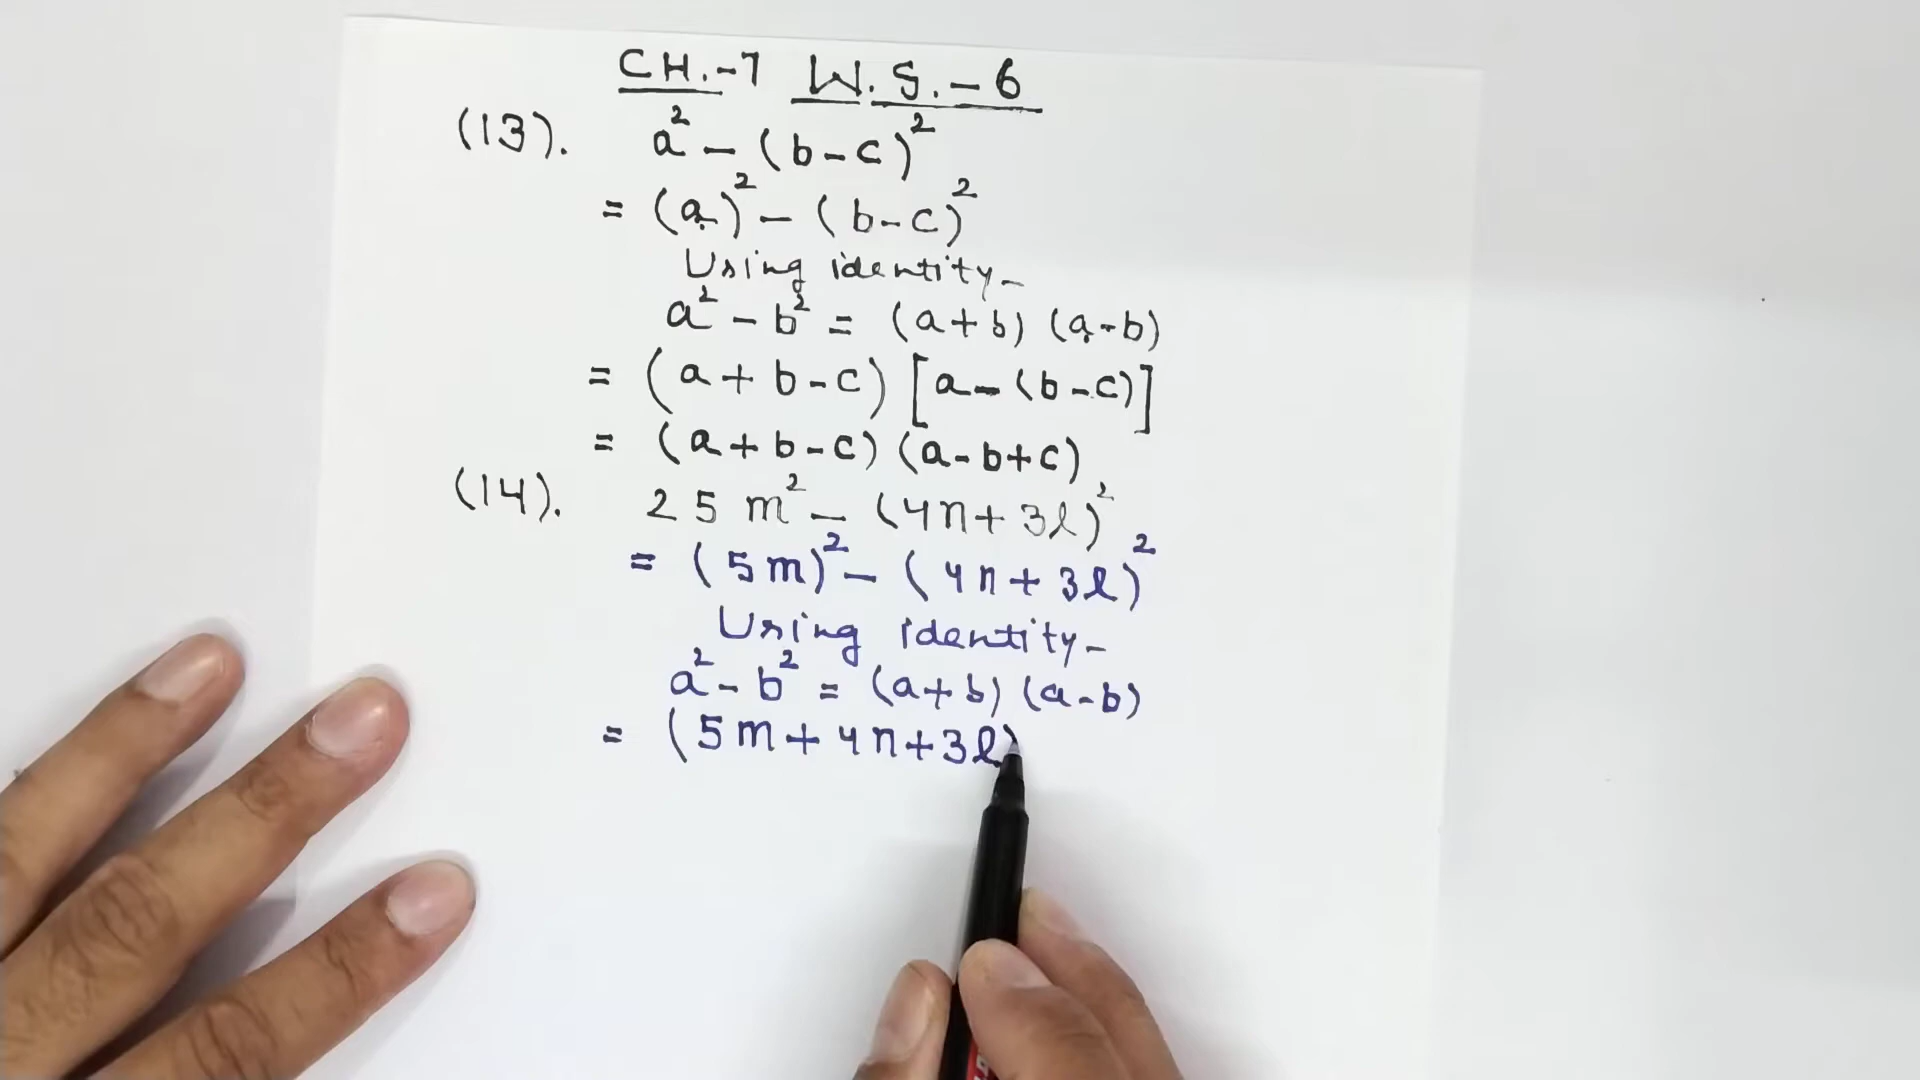 CH.-7 W.S.-6
(13). a² - (b-c)²
= (a)² - (b-c)²
Using identity-
a² - b² = (a+b) (a-b)
= (a+b-c) [a-(b-c)]
= (a+b-c) (a-b+c)
(14). 25 m² - (4n+3l)²
= (5m)² - (4n+3l)²
Using identity-
a² - b² = (a+b) (a-b)
= (5m+4n+3l)